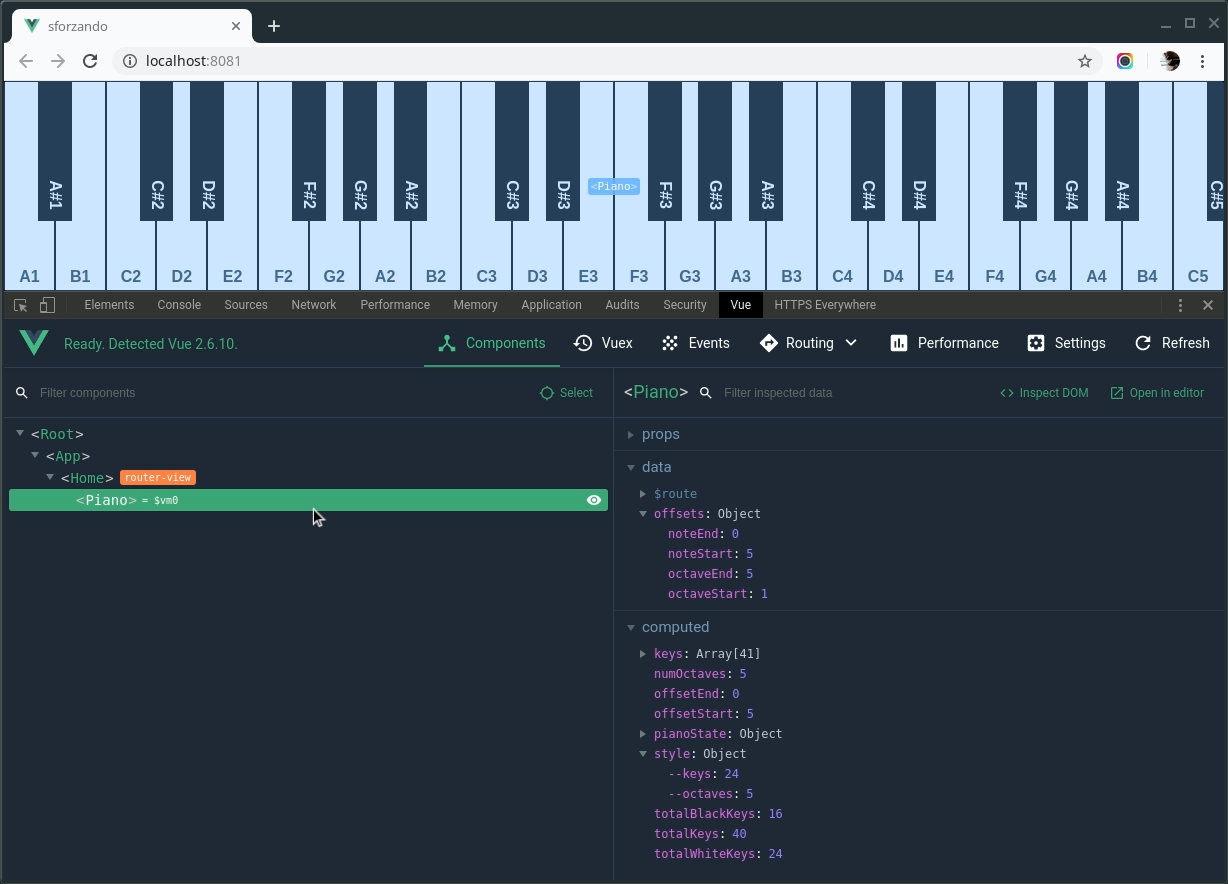 sforzando
localhost:8081
A#1 C#2 D#2 F#2 G#2 A#2 C#3 D#3 <Piano> F#3 G#3 A#3 C#4 D#4 F#4 G#4 A#4 C#5
A1 B1 C2 D2 E2 F2 G2 A2 B2 C3 D3 E3 F3 G3 A3 B3 C4 D4 E4 F4 G4 A4 B4 C5
Elements Console Sources Network Performance Memory Application Audits Security Vue HTTPS Everywhere
Ready. Detected Vue 2.6.10. Components Vuex Events Routing Performance Settings Refresh
Filter components Select
<Root>
<App>
<Home> router-view
<Piano> = $vm0
<Piano> Filter inspected data Inspect DOM Open in editor
props
data
$route
offsets: Object
noteEnd: 0
noteStart: 5
octaveEnd: 5
octaveStart: 1
computed
keys: Array[41]
numOctaves: 5
offsetEnd: 0
offsetStart: 5
pianoState: Object
style: Object
--keys: 24
--octaves: 5
totalBlackKeys: 16
totalKeys: 40
totalWhiteKeys: 24